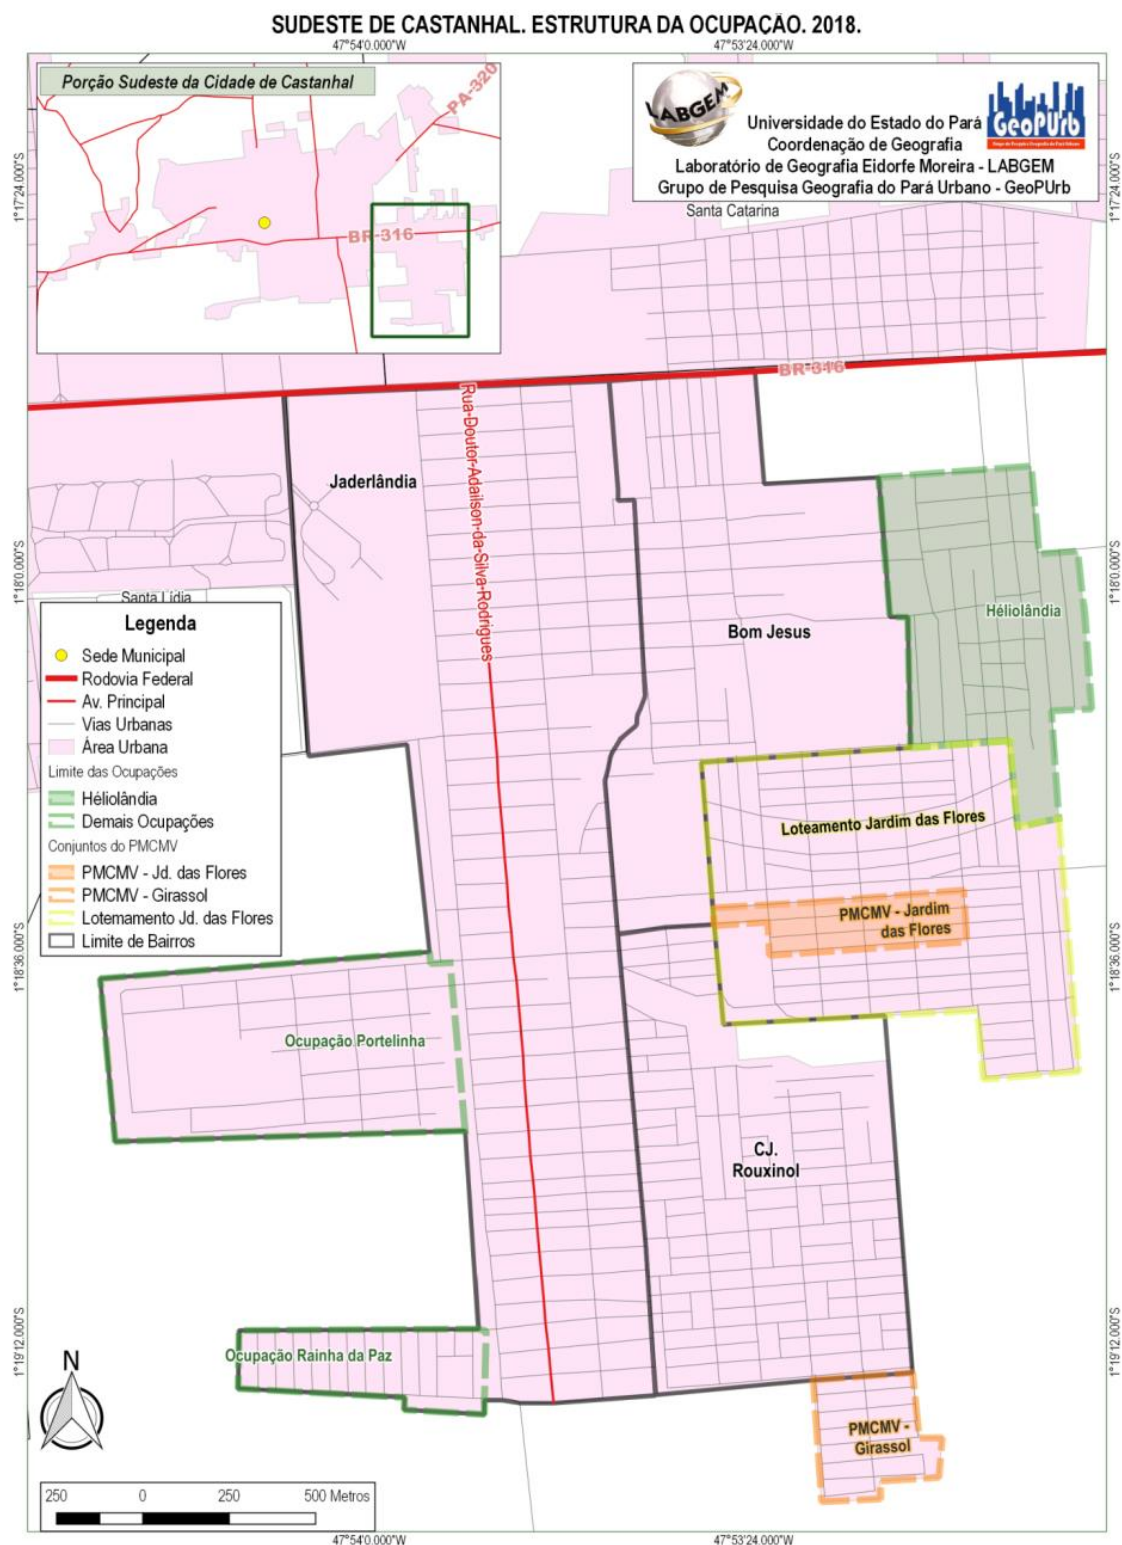 SUDESTE DE CASTANHAL. ESTRUTURA DA OCUPAÇÃO. 2018.
47°54'0.000"W
47°53'24.000"W
Porção Sudeste da Cidade de Castanhal
PA-320
BR-316
LABGEM
GeoPUrb
Universidade do Estado do Pará
Coordenação de Geografia
Laboratório de Geografia Eidorfe Moreira - LABGEM
Grupo de Pesquisa Geografia do Pará Urbano - GeoPUrb
1°17'24.000"S
1°17'24.000"S
Santa Catarina
BR-316
Rua-Doutor-Adailson-da-Silva-Rodrigues
Jaderlândia
1°18'0.000"S
1°18'0.000"S
Santa Lídia
Héliolândia
Bom Jesus
Legenda
Sede Municipal
Rodovia Federal
Av. Principal
Vias Urbanas
Área Urbana
Limite das Ocupações
Héliolândia
Demais Ocupações
Conjuntos do PMCMV
PMCMV - Jd. das Flores
PMCMV - Girassol
Lotemamento Jd. das Flores
Limite de Bairros
Loteamento Jardim das Flores
PMCMV - Jardim
das Flores
1°18'36.000"S
1°18'36.000"S
Ocupação Portelinha
CJ.
Rouxinol
1°19'12.000"S
1°19'12.000"S
Ocupação Rainha da Paz
N
PMCMV -
Girassol
250 0 250 500 Metros
47°54'0.000"W
47°53'24.000"W